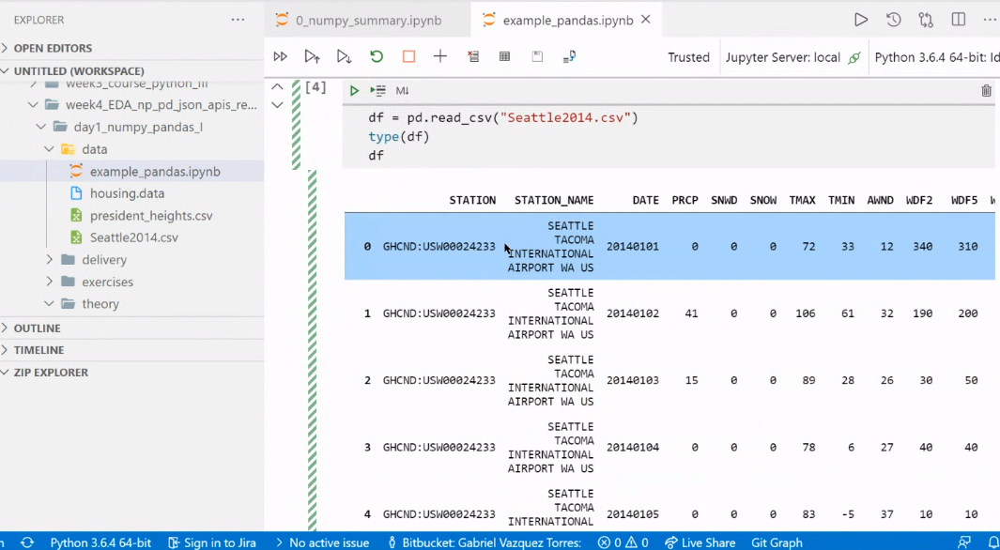 EXPLORER
OPEN EDITORS
UNTITLED (WORKSPACE)
week3_course_python_III
week4_EDA_np_pd_json_apis_re...
day1_numpy_pandas_I
data
example_pandas.ipynb
housing.data
president_heights.csv
Seattle2014.csv
delivery
exercises
theory
OUTLINE
TIMELINE
ZIP EXPLORER
0_numpy_summary.ipynb
example_pandas.ipynb
Trusted
Jupyter Server: local
Python 3.6.4 64-bit: Id
[4]
M↓
df = pd.read_csv("Seattle2014.csv")
type(df)
df
STATION STATION_NAME DATE PRCP SNWD SNOW TMAX TMIN AWND WDF2 WDF5
0 GHCND:USW00024233 SEATTLE TACOMA INTERNATIONAL AIRPORT WA US 20140101 0 0 0 72 33 12 340 310
1 GHCND:USW00024233 SEATTLE TACOMA INTERNATIONAL AIRPORT WA US 20140102 41 0 0 106 61 32 190 200
2 GHCND:USW00024233 SEATTLE TACOMA INTERNATIONAL AIRPORT WA US 20140103 15 0 0 89 28 26 30 50
3 GHCND:USW00024233 SEATTLE TACOMA INTERNATIONAL AIRPORT WA US 20140104 0 0 0 78 6 27 40 40
4 GHCND:USW00024233 SEATTLE TACOMA INTERNATIONAL 20140105 0 0 0 83 -5 37 10 10
Python 3.6.4 64-bit Sign in to Jira No active issue Bitbucket: Gabriel Vazquez Torres: 0 0 Live Share Git Graph